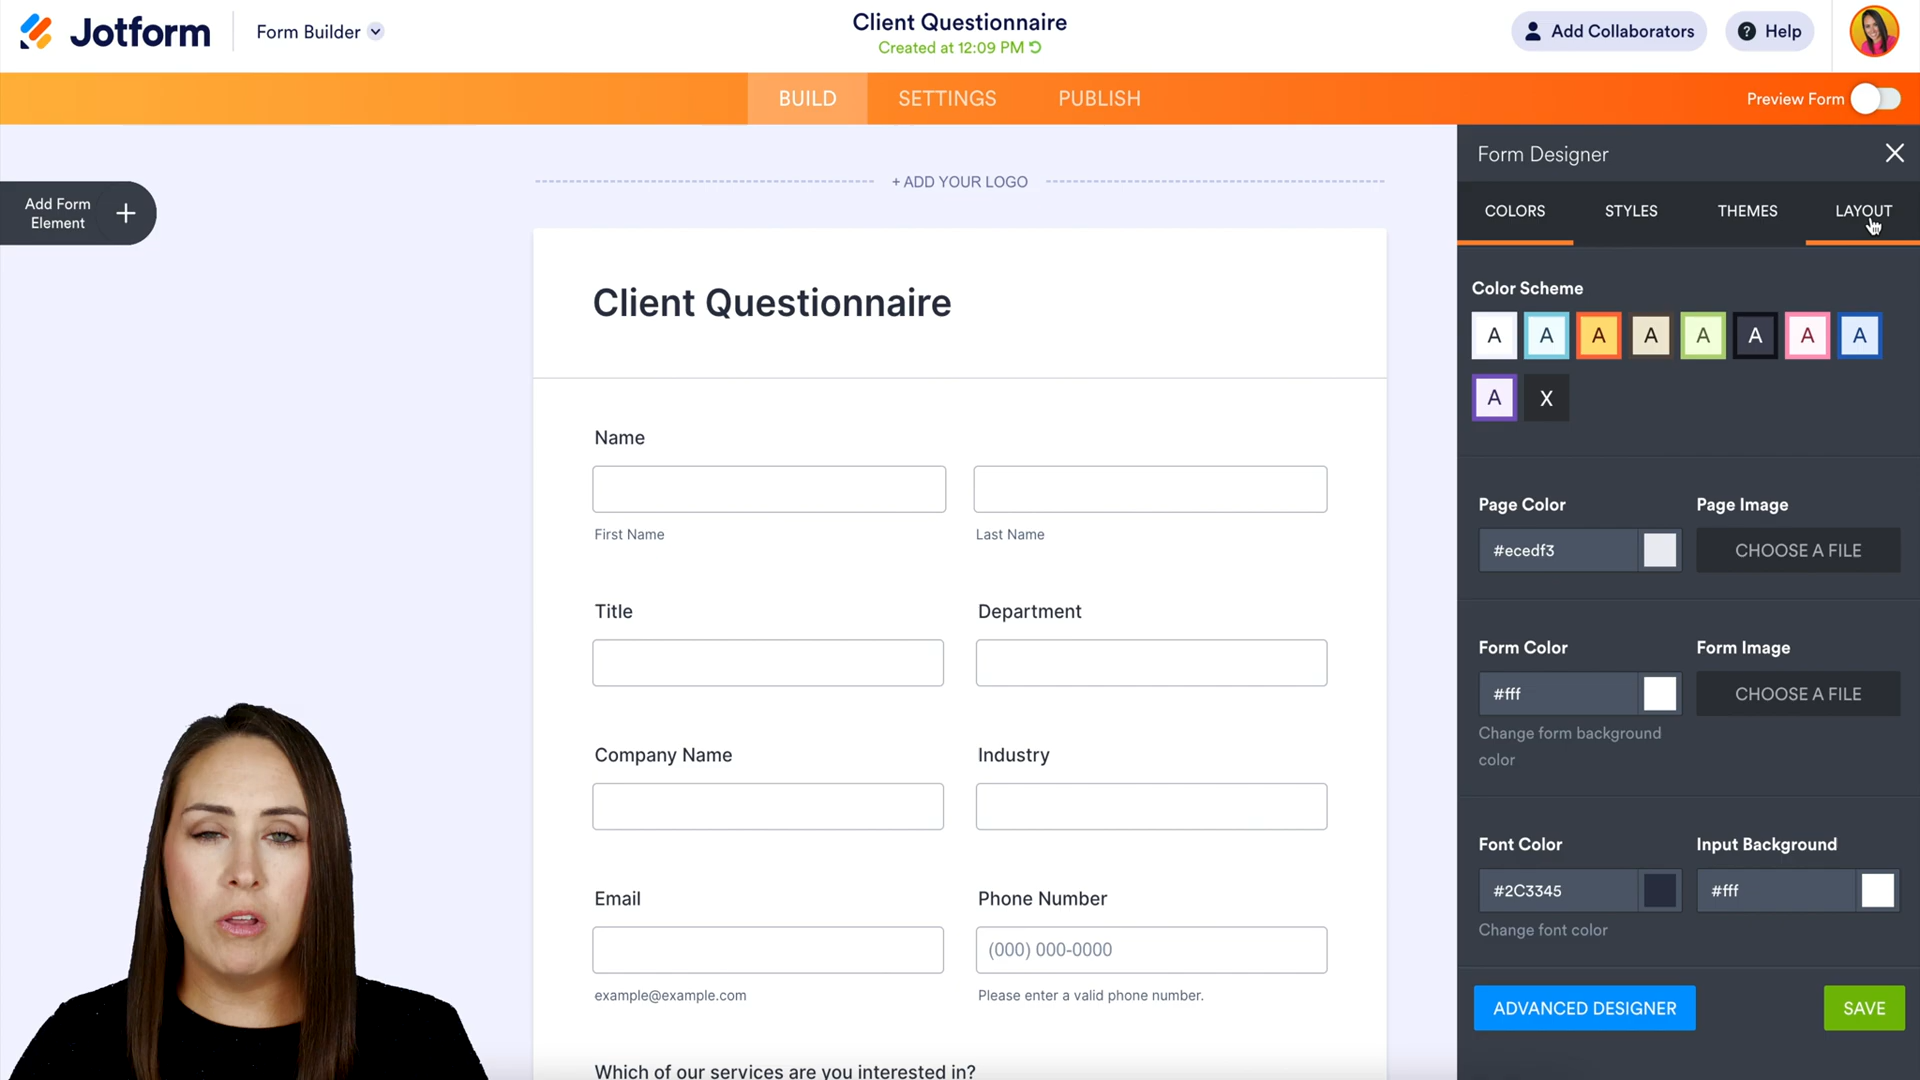 Jotform
Form Builder
Client Questionnaire
Created at 12:09 PM
Add Collaborators
? Help
BUILD
SETTINGS
PUBLISH
Preview Form
Add Form
Element
+ ADD YOUR LOGO
Client Questionnaire
Name
First Name
Last Name
Title
Department
Company Name
Industry
Email
Phone Number
(000) 000-0000
example@example.com
Please enter a valid phone number.
Which of our services are you interested in?
Form Designer
COLORS
STYLES
THEMES
LAYOUT
Color Scheme
A A A A A A A A
A X
Page Color
Page Image
#ecedf3
CHOOSE A FILE
Form Color
Form Image
#fff
CHOOSE A FILE
Change form background
color
Font Color
Input Background
#2C3345
#fff
Change font color
ADVANCED DESIGNER
SAVE